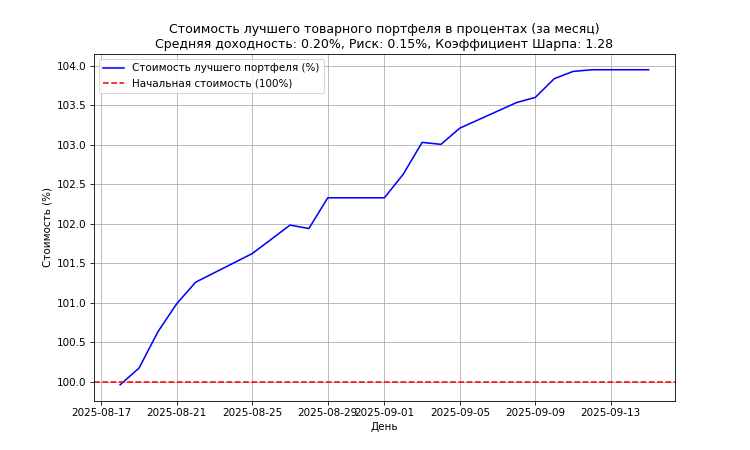 Стоимость лучшего товарного портфеля в процентах (за месяц)
Средняя доходность: 0.20%, Риск: 0.15%, Коэффициент Шарпа: 1.28
Стоимость лучшего портфеля (%)
Начальная стоимость (100%)
Стоимость (%)
104.0
103.5
103.0
102.5
102.0
101.5
101.0
100.5
100.0
2025-08-17 2025-08-21 2025-08-25 2025-08-29 2025-09-01 2025-09-05 2025-09-09 2025-09-13
День